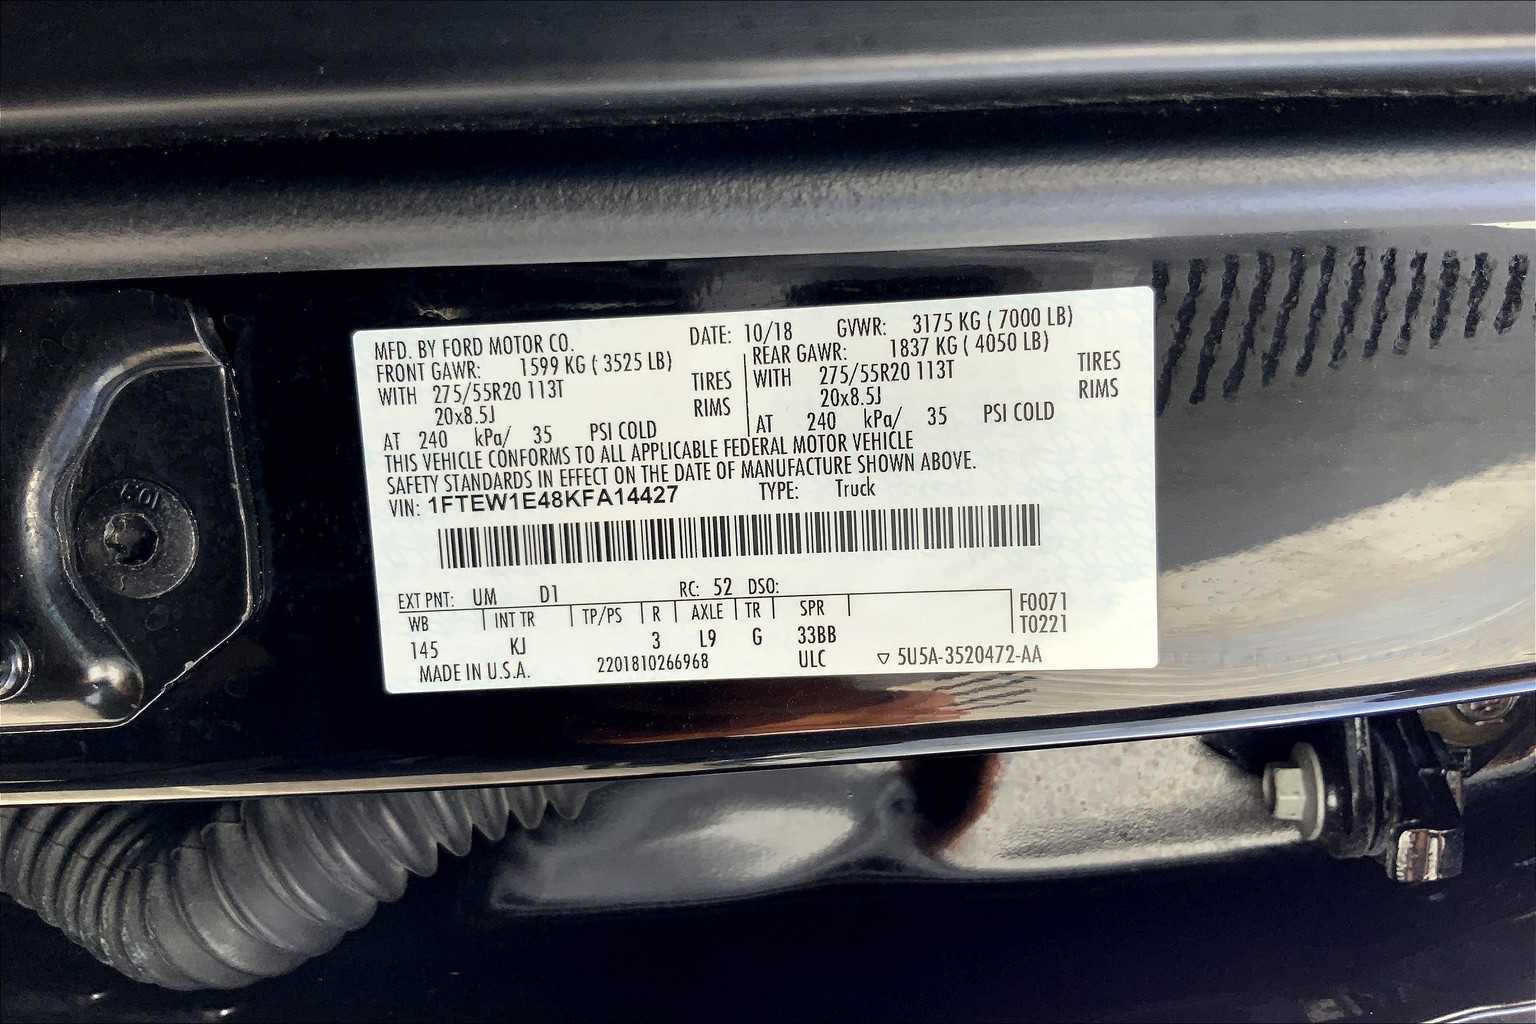 MFD. BY FORD MOTOR CO. DATE: 10/18 GVWR: 3175 KG ( 7000 LB)
FRONT GAWR: 1599 KG ( 3525 LB) REAR GAWR: 1837 KG ( 4050 LB)
WITH 275/55R20 113T TIRES WITH 275/55R20 113T TIRES
20x8.5J RIMS 20x8.5J RIMS
AT 240 kPa/ 35 PSI COLD AT 240 kPa/ 35 PSI COLD
THIS VEHICLE CONFORMS TO ALL APPLICABLE FEDERAL MOTOR VEHICLE
SAFETY STANDARDS IN EFFECT ON THE DATE OF MANUFACTURE SHOWN ABOVE.
VIN: 1FTEW1E48KFA14427 TYPE: Truck
EXT PNT: UM D1 RC: 52 DSO:
WB INT TR TP/PS R AXLE TR SPR F0071
145 KJ 3 L9 G 33BB T0221
MADE IN U.S.A. 2201810266968 ULC ▽ 5U5A-3520472-AA
10.9